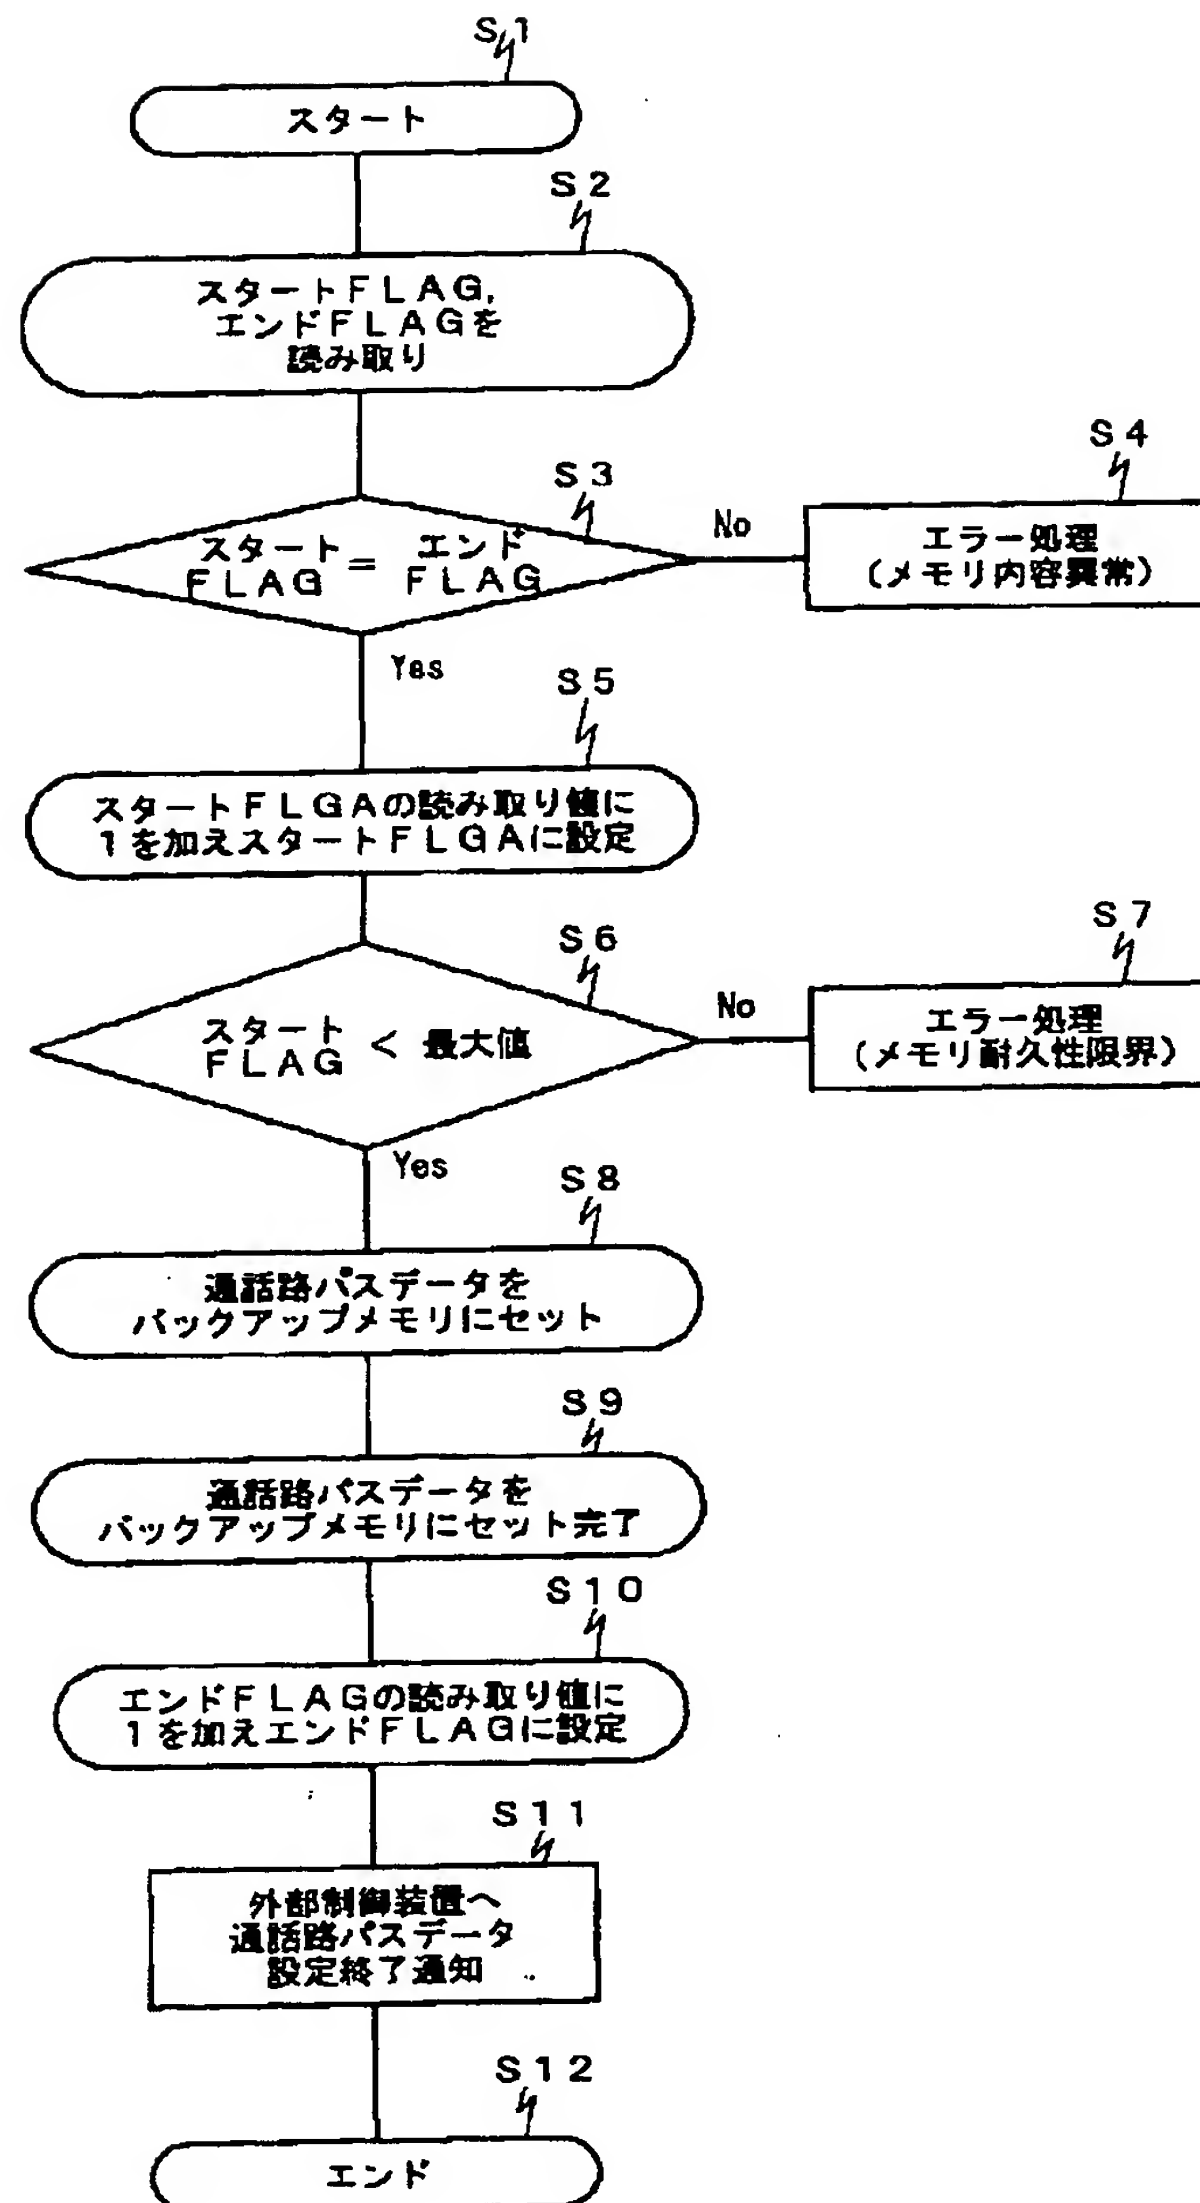 S1
スタート
S2
スタートFLAG,
エンドFLAGを
読み取り
S3
スタート
FLAG
=
エンド
FLAG
No
S4
エラー処理
(メモリ内容異常)
Yes
S5
スタートFLGAの読み取り値に
1を加えスタートFLGAに設定
S6
スタート
FLAG
< 最大値
No
S7
エラー処理
(メモリ耐久性限界)
Yes
S8
通話路パスデータを
バックアップメモリにセット
S9
通話路パスデータを
バックアップメモリにセット完了
S10
エンドFLAGの読み取り値に
1を加えエンドFLAGに設定
S11
外部制御装置へ
通話路パスデータ
設定終了通知
S12
エンド